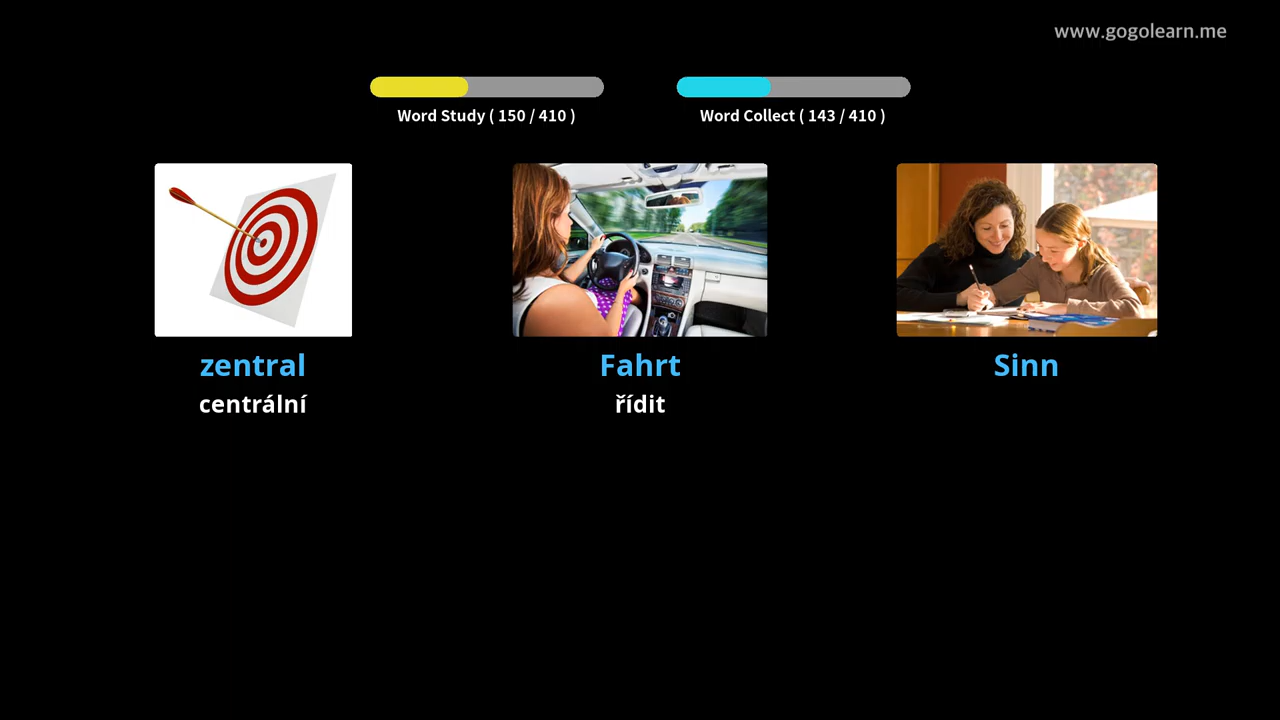 www.gogolearn.me
Word Study ( 150 / 410 )
Word Collect ( 143 / 410 )
zentral
centrální
Fahrt
řídit
Sinn